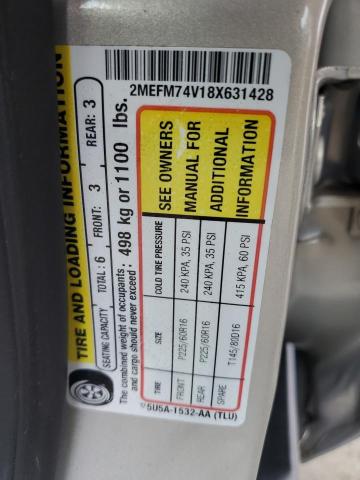 2MEFM74V18X631428
TIRE AND LOADING INFORMATION
SEATING CAPACITY TOTAL: 6 FRONT: 3 REAR: 3
The combined weight of occupants
and cargo should never exceed: 498 kg or 1100 lbs.
TIRE SIZE COLD TIRE PRESSURE SEE OWNERS
FRONT P225/60R16 240 KPA, 35 PSI MANUAL FOR
REAR P225/60R16 240 KPA, 35 PSI ADDITIONAL
SPARE T145/80D16 415 KPA, 60 PSI INFORMATION
5U5A-1532-AA (TLU)